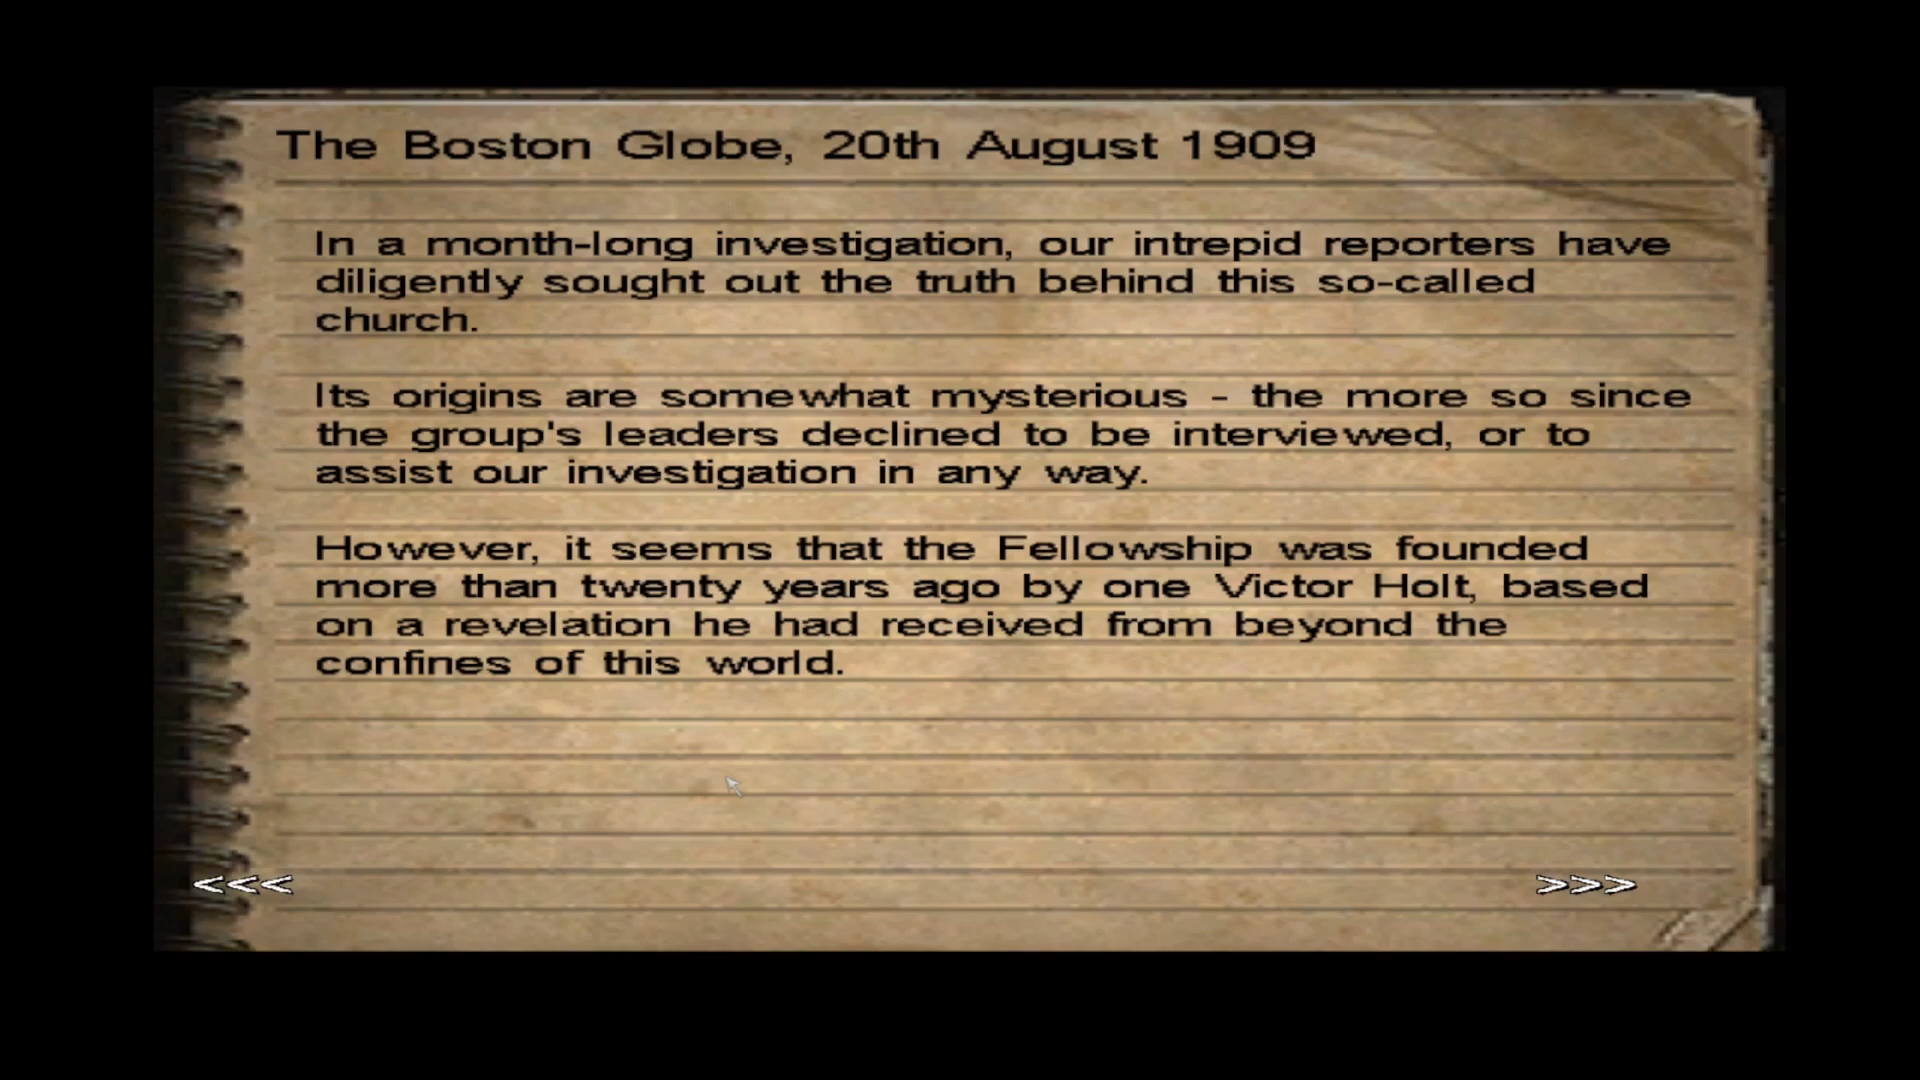 The Boston Globe, 20th August 1909
In a month-long investigation, our intrepid reporters have
diligently sought out the truth behind this so-called
church.
Its origins are somewhat mysterious - the more so since
the group's leaders declined to be interviewed, or to
assist our investigation in any way.
However, it seems that the Fellowship was founded
more than twenty years ago by one Victor Holt, based
on a revelation he had received from beyond the
confines of this world.
<<< >>>